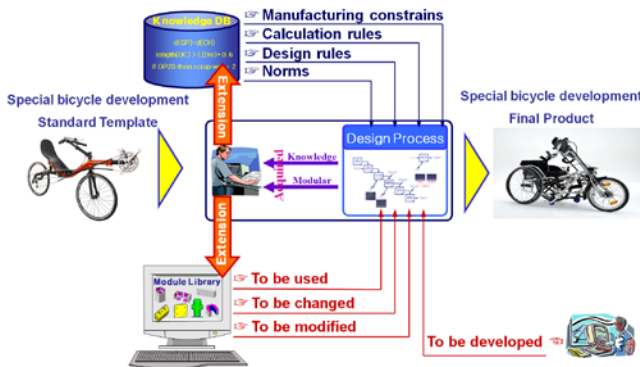 Knowledge DB
Manufacturing constrains
Calculation rules
Design rules
Norms
Extension
Special bicycle development
Standard Template
Design Process
Acquired
Knowledge
Modular
Special bicycle development
Final Product
Extension
Module Library
To be used
To be changed
To be modified
To be developed